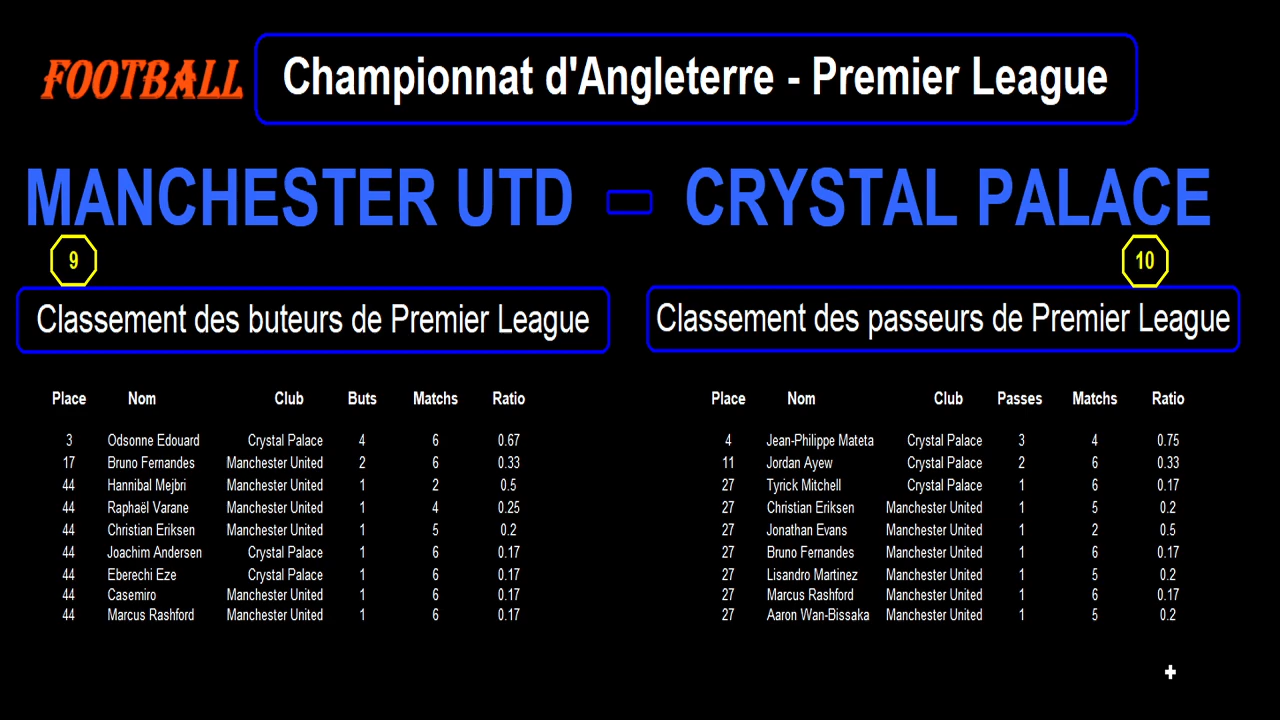 FOOTBALL
Championnat d'Angleterre - Premier League
MANCHESTER UTD - CRYSTAL PALACE
9
10
Classement des buteurs de Premier League
Place Nom Club Buts Matchs Ratio
3 Odsonne Edouard Crystal Palace 4 6 0.67
17 Bruno Fernandes Manchester United 2 6 0.33
44 Hannibal Mejbri Manchester United 1 2 0.5
44 Raphaël Varane Manchester United 1 4 0.25
44 Christian Eriksen Manchester United 1 5 0.2
44 Joachim Andersen Crystal Palace 1 6 0.17
44 Eberechi Eze Crystal Palace 1 6 0.17
44 Casemiro Manchester United 1 6 0.17
44 Marcus Rashford Manchester United 1 6 0.17
Classement des passeurs de Premier League
Place Nom Club Passes Matchs Ratio
4 Jean-Philippe Mateta Crystal Palace 3 4 0.75
11 Jordan Ayew Crystal Palace 2 6 0.33
27 Tyrick Mitchell Crystal Palace 1 6 0.17
27 Christian Eriksen Manchester United 1 5 0.2
27 Jonathan Evans Manchester United 1 2 0.5
27 Bruno Fernandes Manchester United 1 6 0.17
27 Lisandro Martinez Manchester United 1 5 0.2
27 Marcus Rashford Manchester United 1 6 0.17
27 Aaron Wan-Bissaka Manchester United 1 5 0.2